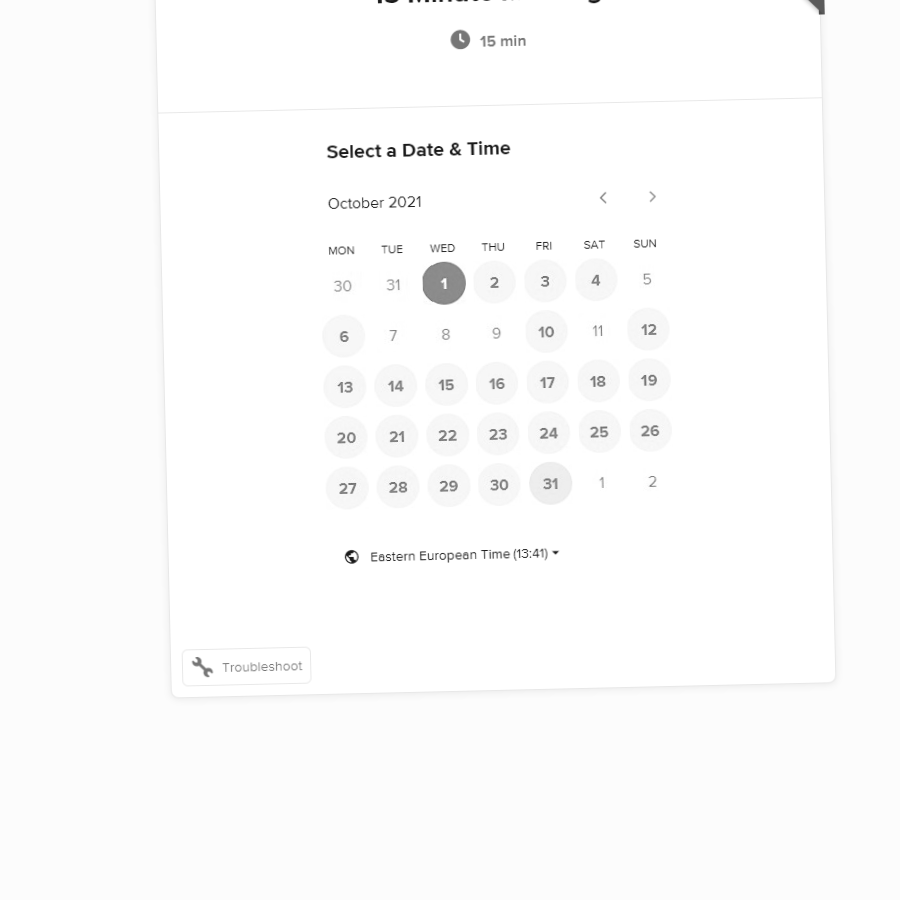 15 min
Select a Date & Time
October 2021
MON TUE WED THU FRI SAT SUN
30 31 1 2 3 4 5
6 7 8 9 10 11 12
13 14 15 16 17 18 19
20 21 22 23 24 25 26
27 28 29 30 31 1 2
Eastern European Time (13:41)
Troubleshoot